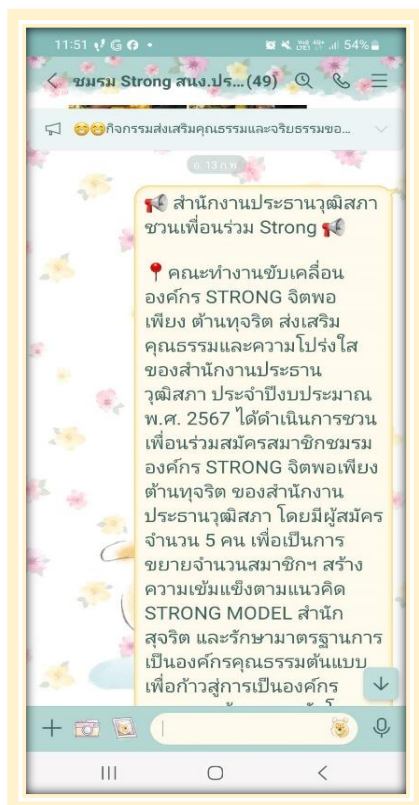 11:51
54%
ชมรม Strong สนง.ปร...(49)
😊😊กิจกรรมส่งเสริมคุณธรรมและจริยธรรมขอ...
อ. 13 ก.พ.
📢 สำนักงานประธานวุฒิสภา
ชวนเพื่อนร่วม Strong 📢
📍 คณะทำงานขับเคลื่อน
องค์กร STRONG จิตพอ
เพียง ต้านทุจริต ส่งเสริม
คุณธรรมและความโปร่งใส
ของสำนักงานประธาน
วุฒิสภา ประจำปีงบประมาณ
พ.ศ. 2567 ได้ดำเนินการชวน
เพื่อนร่วมสมัครสมาชิกชมรม
องค์กร STRONG จิตพอเพียง
ต้านทุจริต ของสำนักงาน
ประธานวุฒิสภา โดยมีผู้สมัคร
จำนวน 5 คน เพื่อเป็นการ
ขยายจำนวนสมาชิกฯ สร้าง
ความเข้มแข็งตามแนวคิด
STRONG MODEL สำนัก
สุจริต และรักษามาตรฐานการ
เป็นองค์กรคุณธรรมต้นแบบ
เพื่อก้าวสู่การเป็นองค์กร